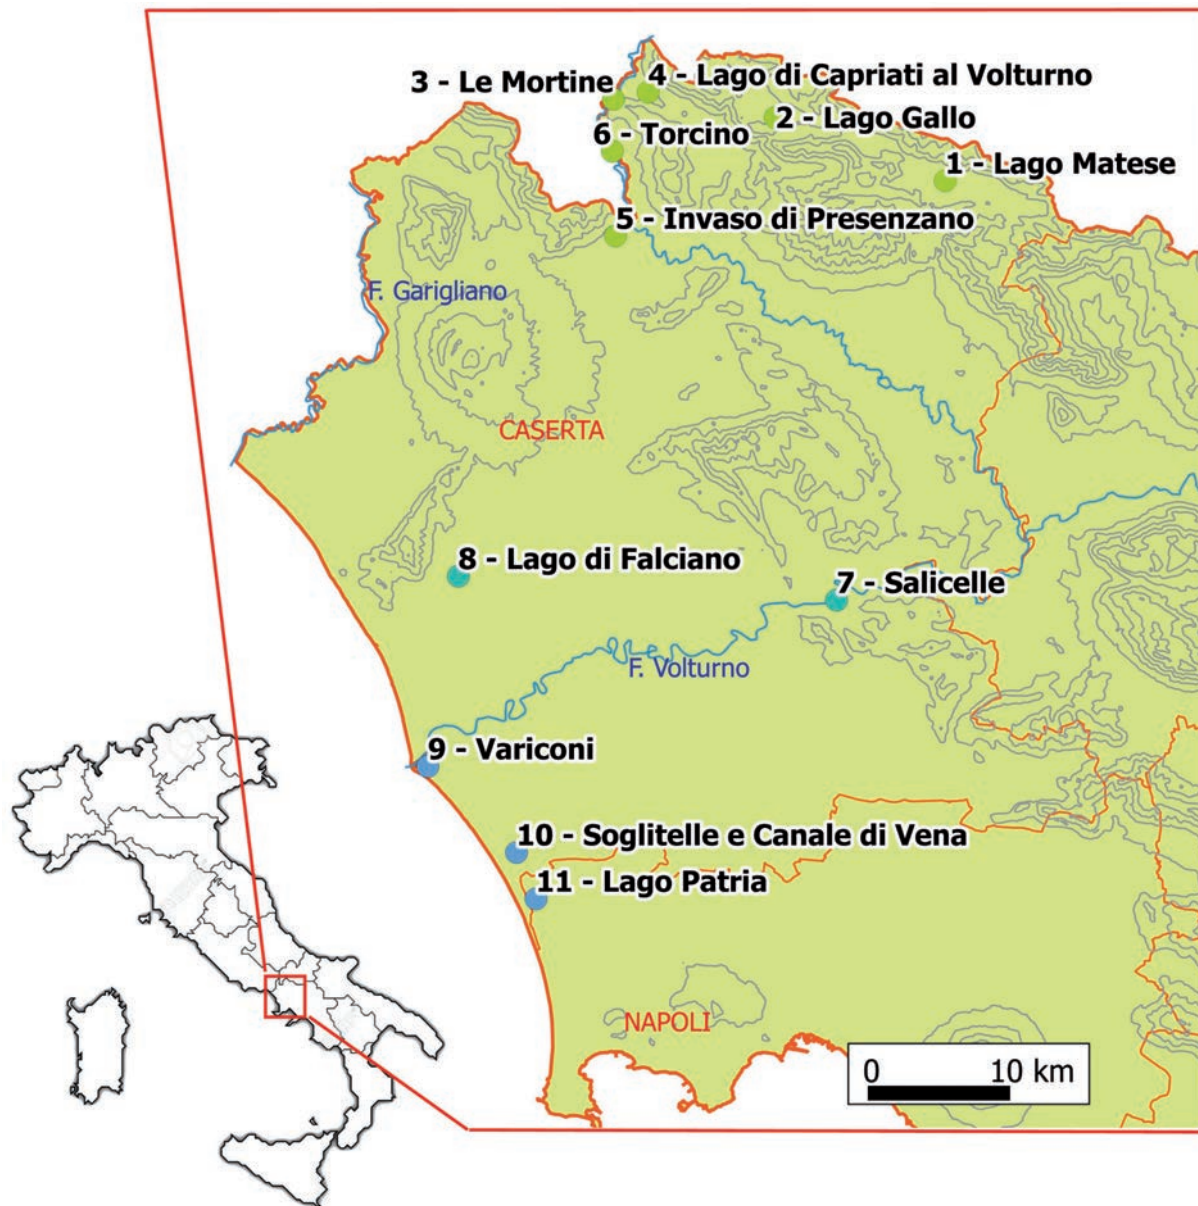 3 - Le Mortine
4 - Lago di Capriati al Volturno
2 - Lago Gallo
6 - Torcino
1 - Lago Matese
5 - Invaso di Presenzano
F. Garigliano
CASERTA
8 - Lago di Falciano
7 - Salicelle
F. Volturno
9 - Variconi
10 - Soglitelle e Canale di Vena
11 - Lago Patria
NAPOLI
0 10 km